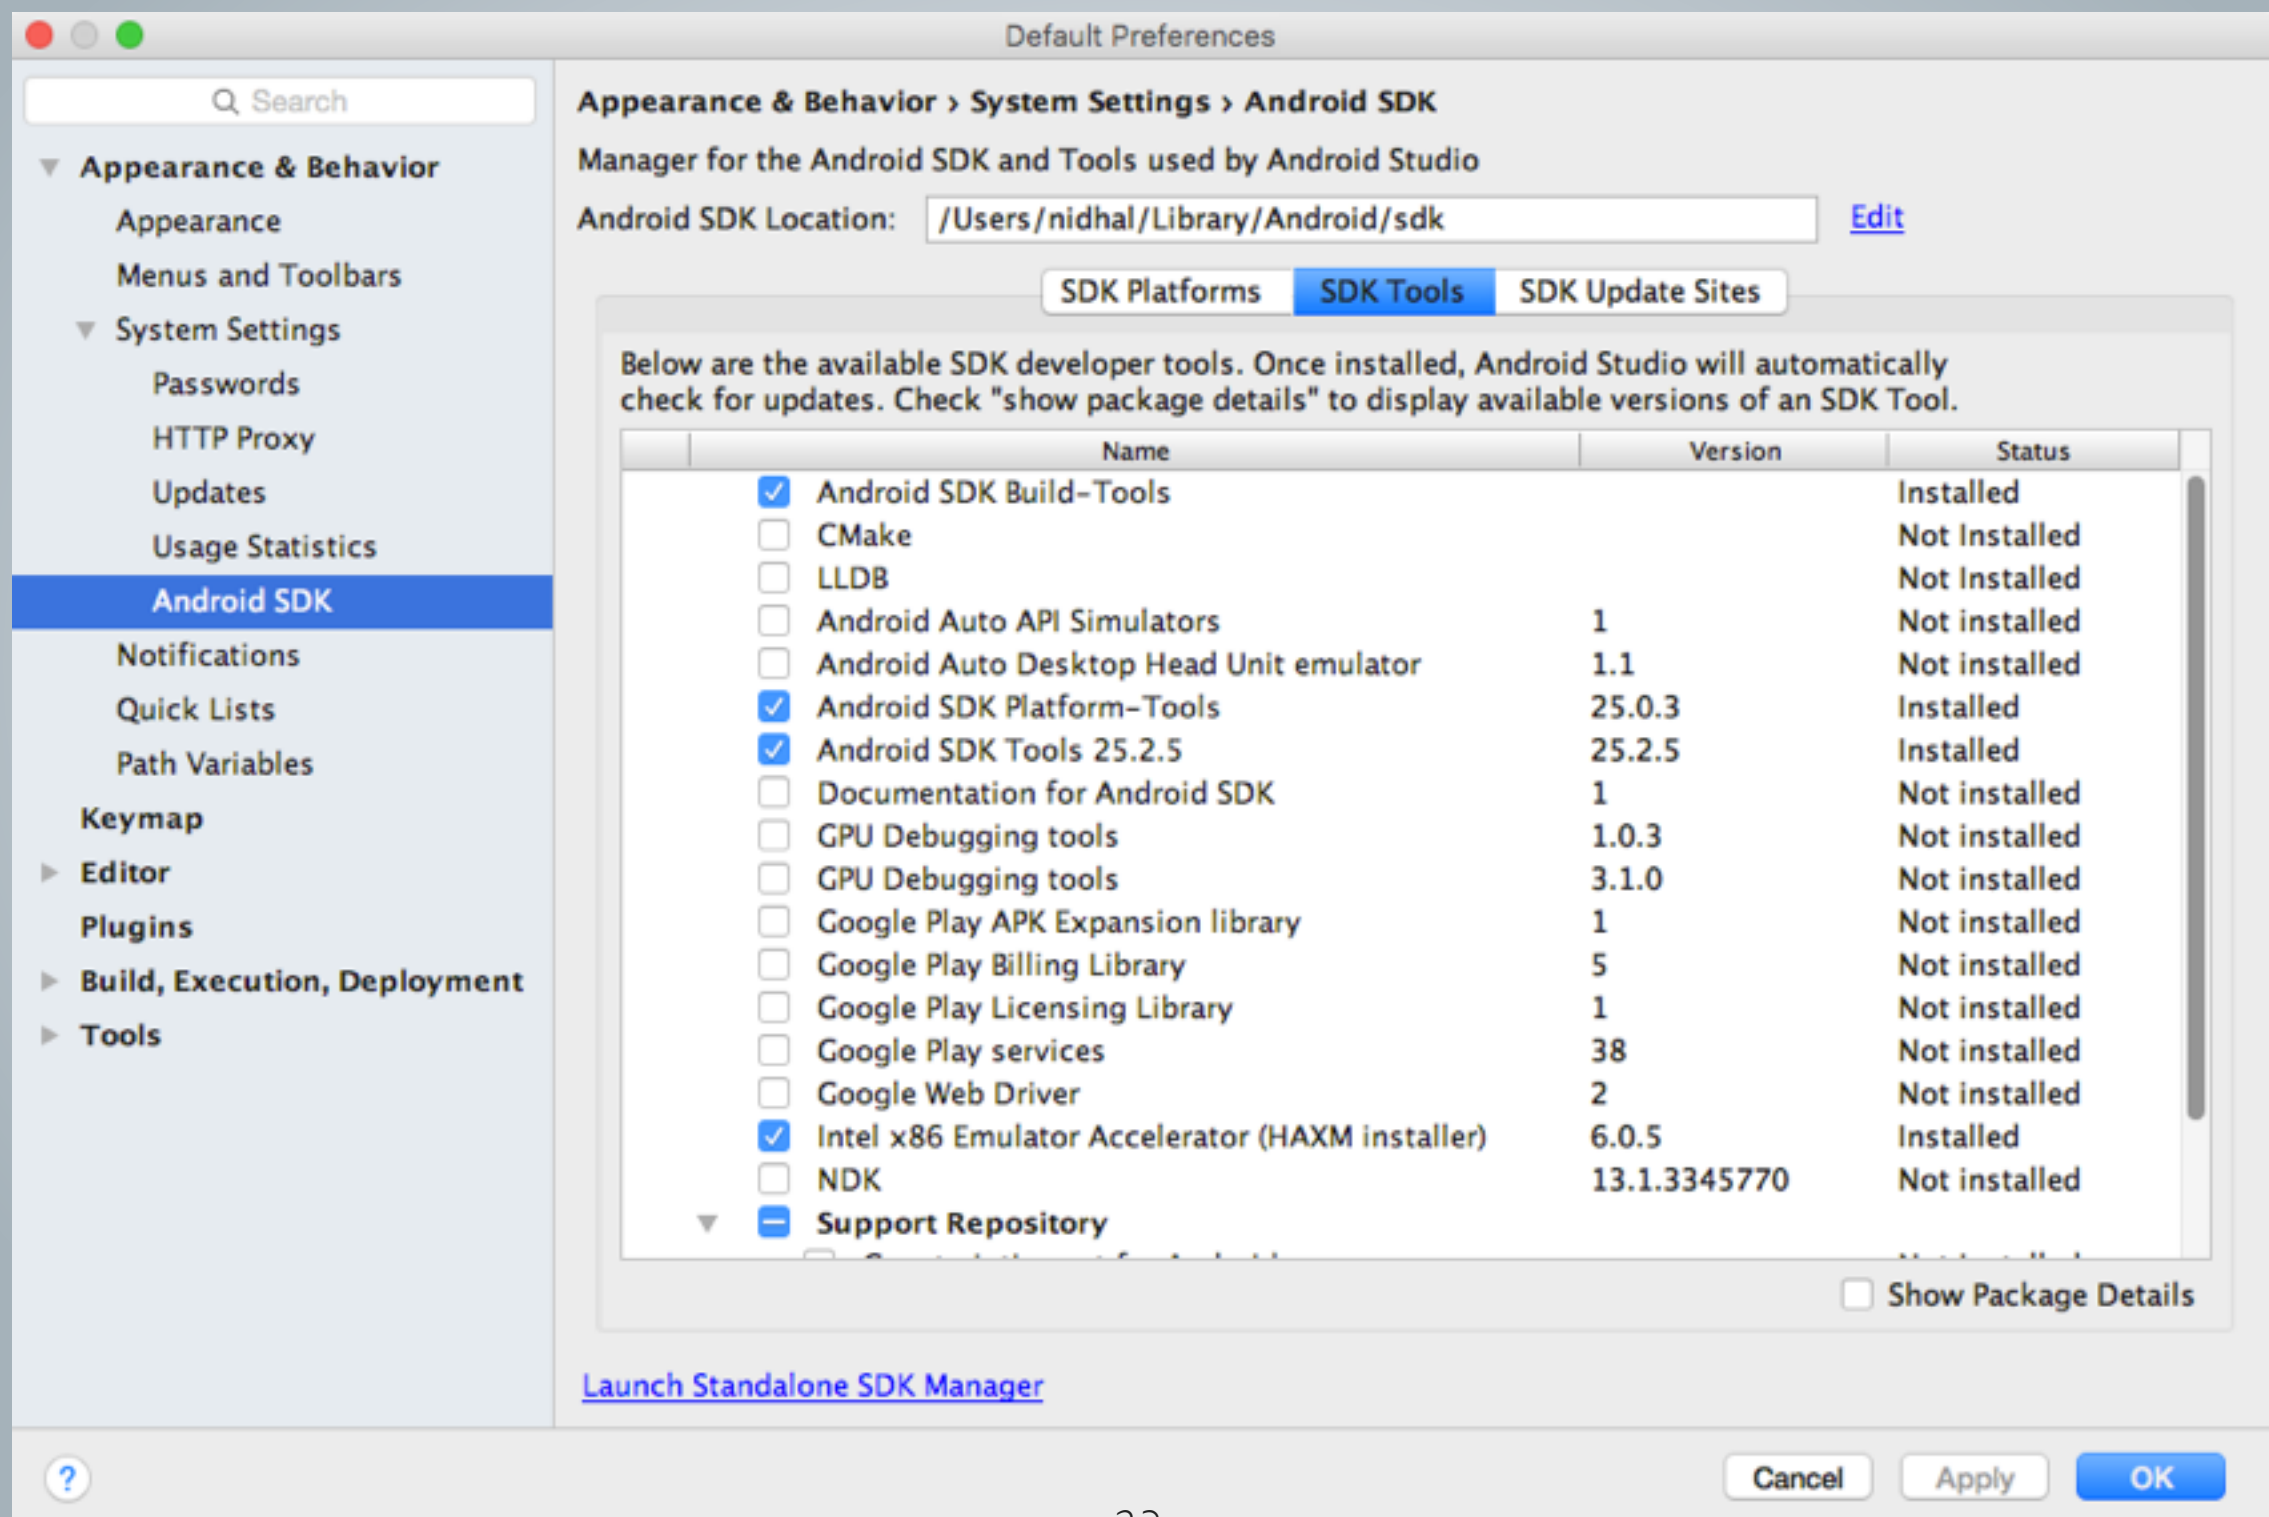 Default Preferences
Search
Appearance & Behavior
Appearance
Menus and Toolbars
System Settings
Passwords
HTTP Proxy
Updates
Usage Statistics
Android SDK
Notifications
Quick Lists
Path Variables
Keymap
Editor
Plugins
Build, Execution, Deployment
Tools
Appearance & Behavior › System Settings › Android SDK
Manager for the Android SDK and Tools used by Android Studio
Android SDK Location: /Users/nidhal/Library/Android/sdk Edit
SDK Platforms SDK Tools SDK Update Sites
Below are the available SDK developer tools. Once installed, Android Studio will automatically
check for updates. Check "show package details" to display available versions of an SDK Tool.
Name Version Status
Android SDK Build-Tools Installed
CMake Not Installed
LLDB Not Installed
Android Auto API Simulators 1 Not installed
Android Auto Desktop Head Unit emulator 1.1 Not installed
Android SDK Platform-Tools 25.0.3 Installed
Android SDK Tools 25.2.5 25.2.5 Installed
Documentation for Android SDK 1 Not installed
GPU Debugging tools 1.0.3 Not installed
GPU Debugging tools 3.1.0 Not installed
Google Play APK Expansion library 1 Not installed
Google Play Billing Library 5 Not installed
Google Play Licensing Library 1 Not installed
Google Play services 38 Not installed
Google Web Driver 2 Not installed
Intel x86 Emulator Accelerator (HAXM installer) 6.0.5 Installed
NDK 13.1.3345770 Not installed
Support Repository
Show Package Details
Launch Standalone SDK Manager
? Cancel Apply OK